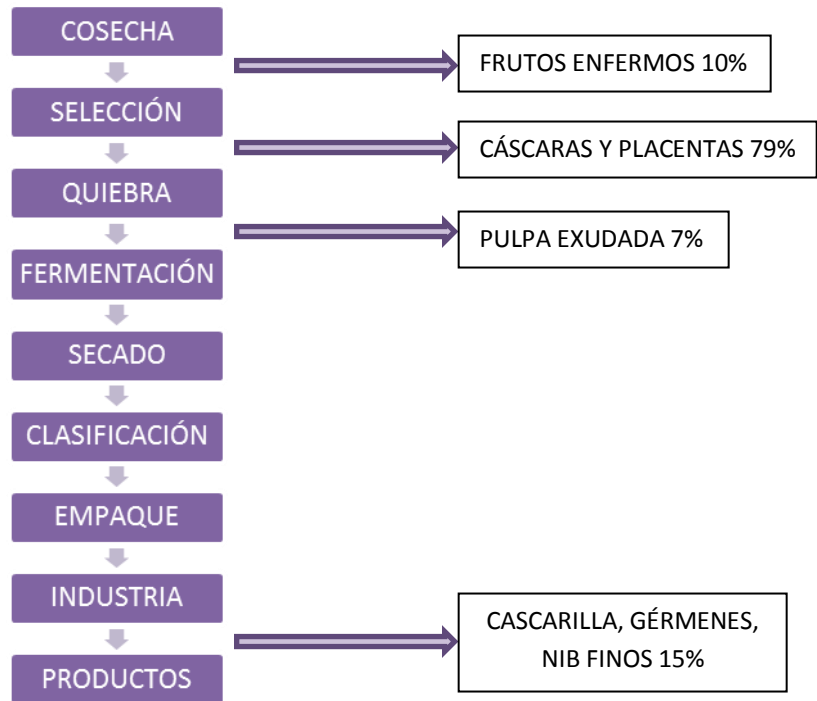 COSECHA
FRUTOS ENFERMOS 10%
SELECCIÓN
CÁSCARAS Y PLACENTAS 79%
QUIEBRA
PULPA EXUDADA 7%
FERMENTACIÓN
SECADO
CLASIFICACIÓN
EMPAQUE
INDUSTRIA
CASCARILLA, GÉRMENES,
NIB FINOS 15%
PRODUCTOS